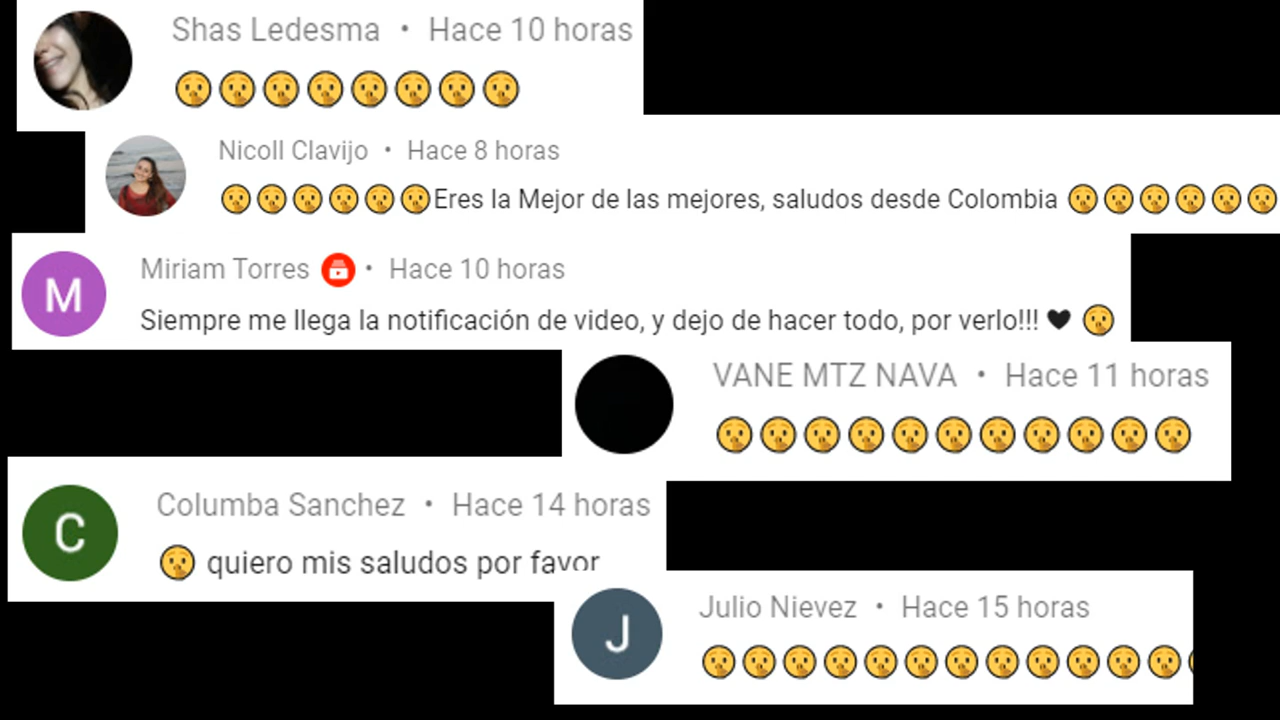 Shas Ledesma • Hace 10 horas
🤫🤫🤫🤫🤫🤫🤫🤫
Nicoll Clavijo • Hace 8 horas
🤫🤫🤫🤫🤫🤫Eres la Mejor de las mejores, saludos desde Colombia 🤫🤫🤫🤫🤫🤫
M
Miriam Torres • Hace 10 horas
Siempre me llega la notificación de video, y dejo de hacer todo, por verlo!!! 🖤 🤫
VANE MTZ NAVA • Hace 11 horas
🤫🤫🤫🤫🤫🤫🤫🤫🤫🤫🤫
C
Columba Sanchez • Hace 14 horas
🤫 quiero mis saludos por favor
J
Julio Nievez • Hace 15 horas
🤫🤫🤫🤫🤫🤫🤫🤫🤫🤫🤫🤫